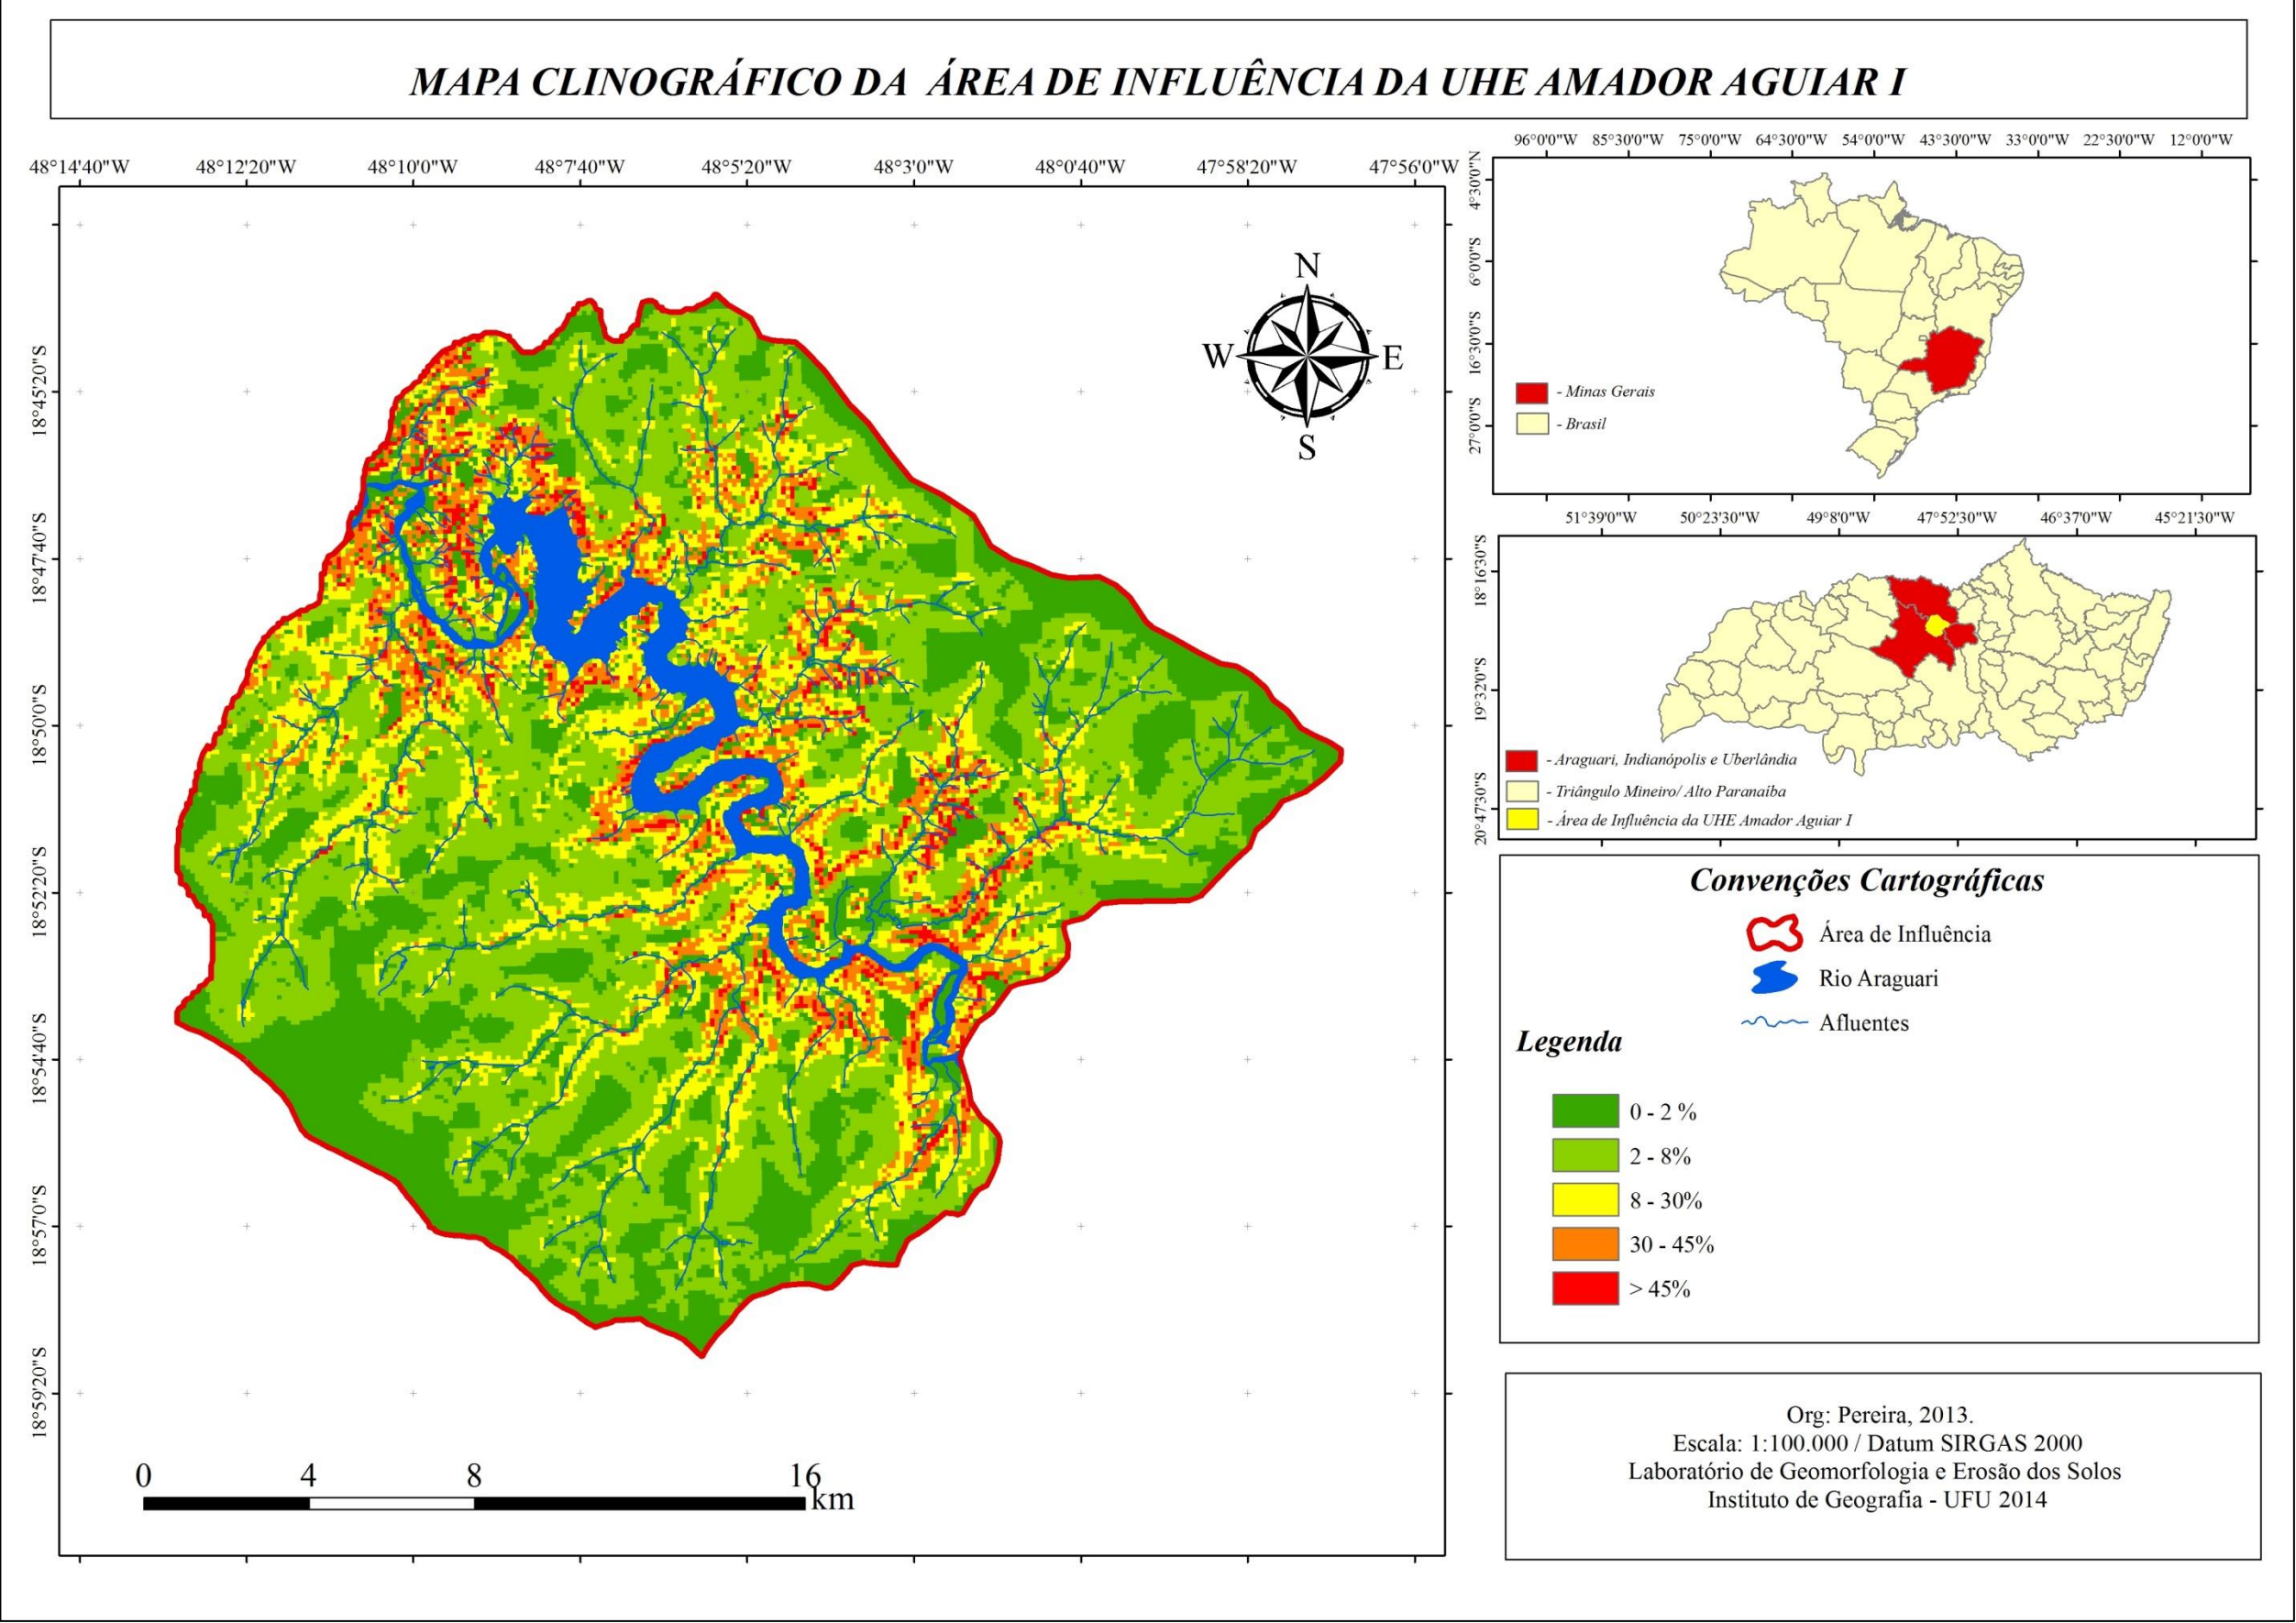 MAPA CLINOGRÁFICO DA ÁREA DE INFLUÊNCIA DA UHE AMADOR AGUIAR I
48°14'40"W 48°12'20"W 48°10'0"W 48°7'40"W 48°5'20"W 48°3'0"W 48°0'40"W 47°58'20"W 47°56'0"W
18°45'20"S
18°47'40"S
18°50'0"S
18°52'20"S
18°54'40"S
18°57'0"S
18°59'20"S
N
W E
S
0 4 8 16
km
96°0'0"W 85°30'0"W 75°0'0"W 64°30'0"W 54°0'0"W 43°30'0"W 33°0'0"W 22°30'0"W 12°0'0"W
4°30'0"N
6°0'0"S
16°30'0"S
27°0'0"S
- Minas Gerais
- Brasil
51°39'0"W 50°23'30"W 49°8'0"W 47°52'30"W 46°37'0"W 45°21'30"W
18°16'30"S
19°32'0"S
20°47'30"S
- Araguari, Indianópolis e Uberlândia
- Triângulo Mineiro/ Alto Paranaíba
- Área de Influência da UHE Amador Aguiar I
Convenções Cartográficas
Área de Influência
Rio Araguari
Afluentes
Legenda
0 - 2 %
2 - 8%
8 - 30%
30 - 45%
> 45%
Org: Pereira, 2013.
Escala: 1:100.000 / Datum SIRGAS 2000
Laboratório de Geomorfologia e Erosão dos Solos
Instituto de Geografia - UFU 2014